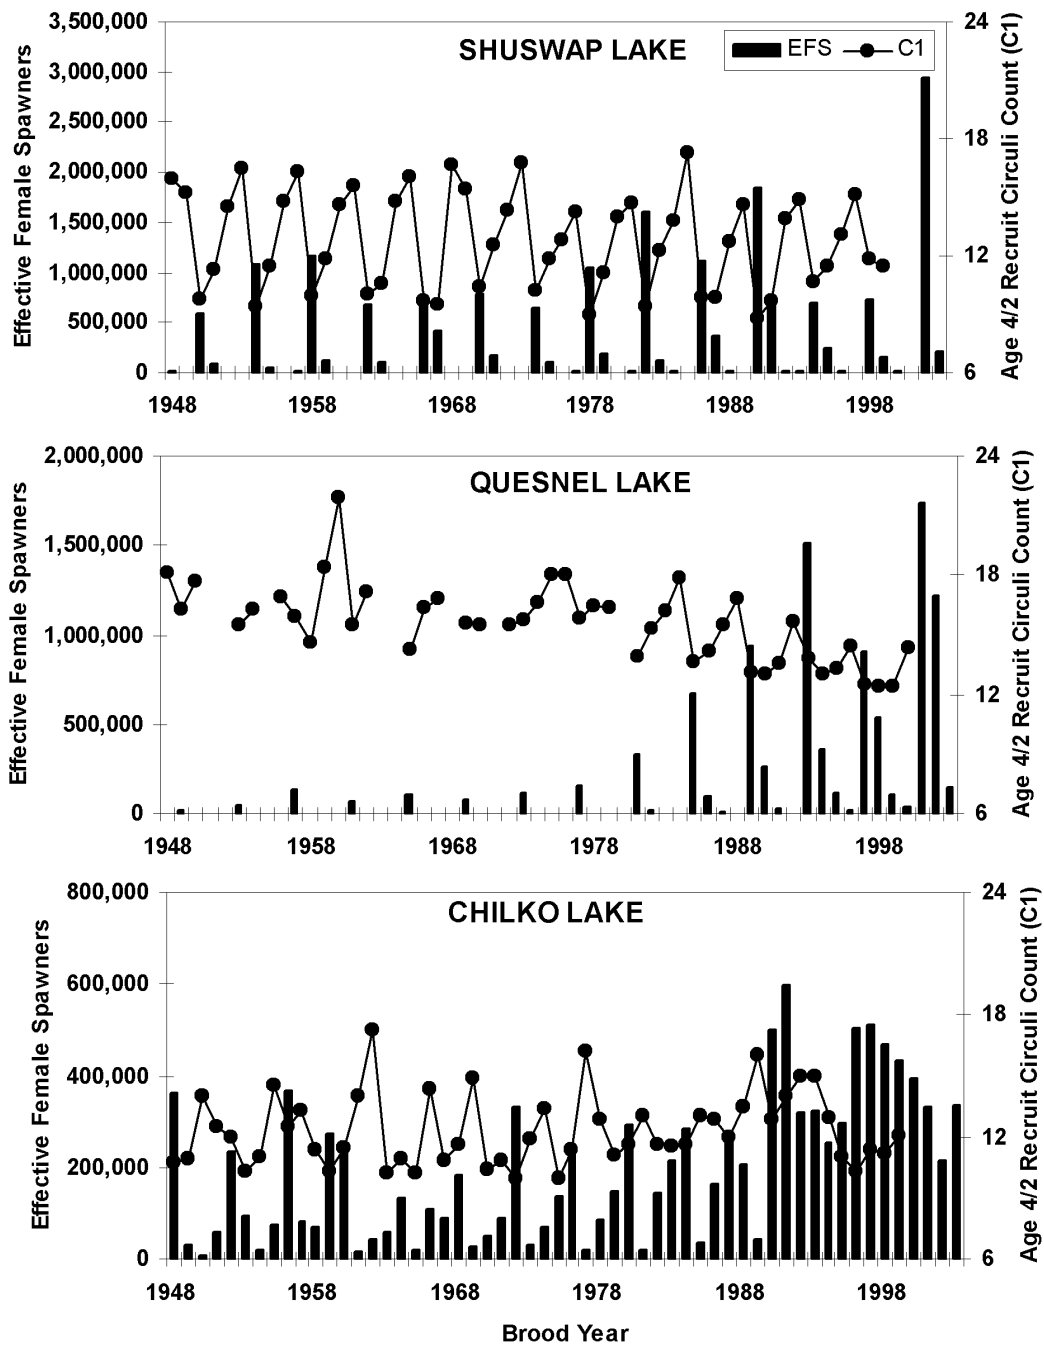 SHUSWAP LAKE
EFS C1
Effective Female Spawners
3,500,000
3,000,000
2,500,000
2,000,000
1,500,000
1,000,000
500,000
0
24
18
12
6
Age 4/2 Recruit Circuli Count (C1)
1948 1958 1968 1978 1988 1998
QUESNEL LAKE
Effective Female Spawners
2,000,000
1,500,000
1,000,000
500,000
0
24
18
12
6
Age 4/2 Recruit Circuli Count (C1)
1948 1958 1968 1978 1988 1998
CHILKO LAKE
Effective Female Spawners
800,000
600,000
400,000
200,000
0
24
18
12
6
Age 4/2 Recruit Circuli Count (C1)
1948 1958 1968 1978 1988 1998
Brood Year